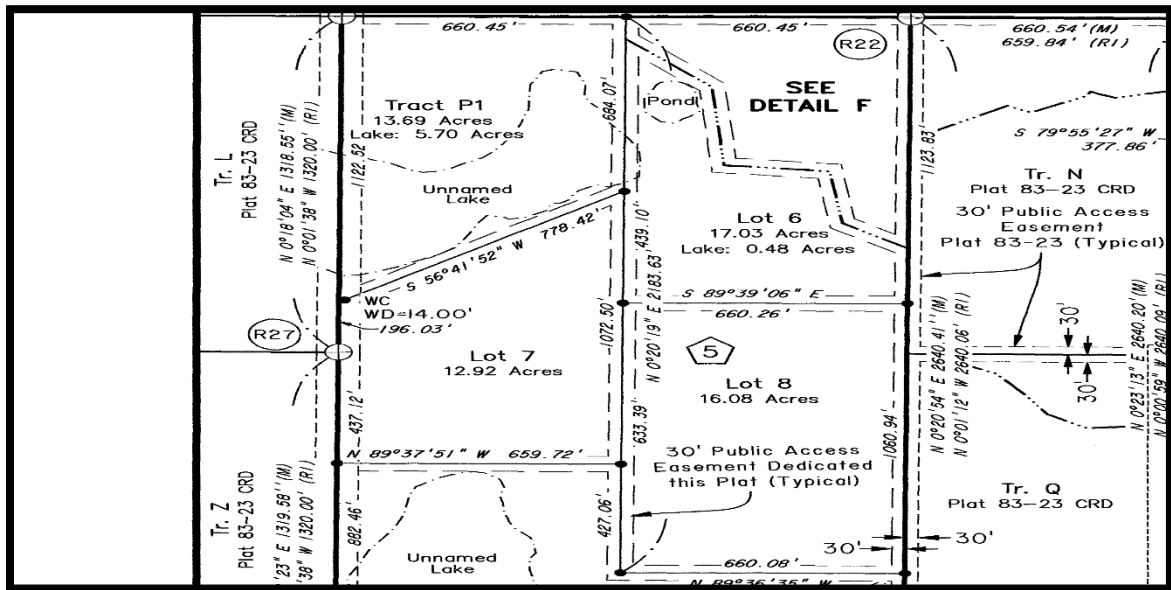 660.45'
660.45'
660.54' (M)
659.84' (R1)
R22
SEE
DETAIL F
Pond
Tract P1
13.69 Acres
Lake: 5.70 Acres
684.07'
1123.83'
S 79°55'27" W
377.86'
Tr. L
Plat 83-23 CRD
N 0°18'04" E 1318.55' (M)
N 0°01'38" W 1320.00' (R1)
1122.52
Unnamed
Lake
Tr. N
Plat 83-23 CRD
30' Public Access
Easement
Plat 83-23 (Typical)
Lot 6
17.03 Acres
Lake: 0.48 Acres
439.10'
S 56°41'52" W 778.42'
N 0°20'19" E 2183.63'
S 89°39'06" E
660.26'
WC
WD=14.00'
196.03'
R27
1072.50'
Lot 7
12.92 Acres
5
Lot 8
16.08 Acres
N 0°20'54" E 2640.41' (M)
N 0°01'12" W 2640.06' (R1)
30'
30'
N 0°23'13" E 2640.20' (M)
N 0°00'59" W 2640.09' (R1)
437.12'
633.39'
1060.94'
N 89°37'51" W 659.72'
30' Public Access
Easement Dedicated
this Plat (Typical)
Tr. Z
Plat 83-23 CRD
'23" E 1319.58' (M)
'38" W 1320.00' (R1)
882.46'
427.06'
Tr. Q
Plat 83-23 CRD
Unnamed
Lake
30'
30'
660.08'
N 89°36'35" W